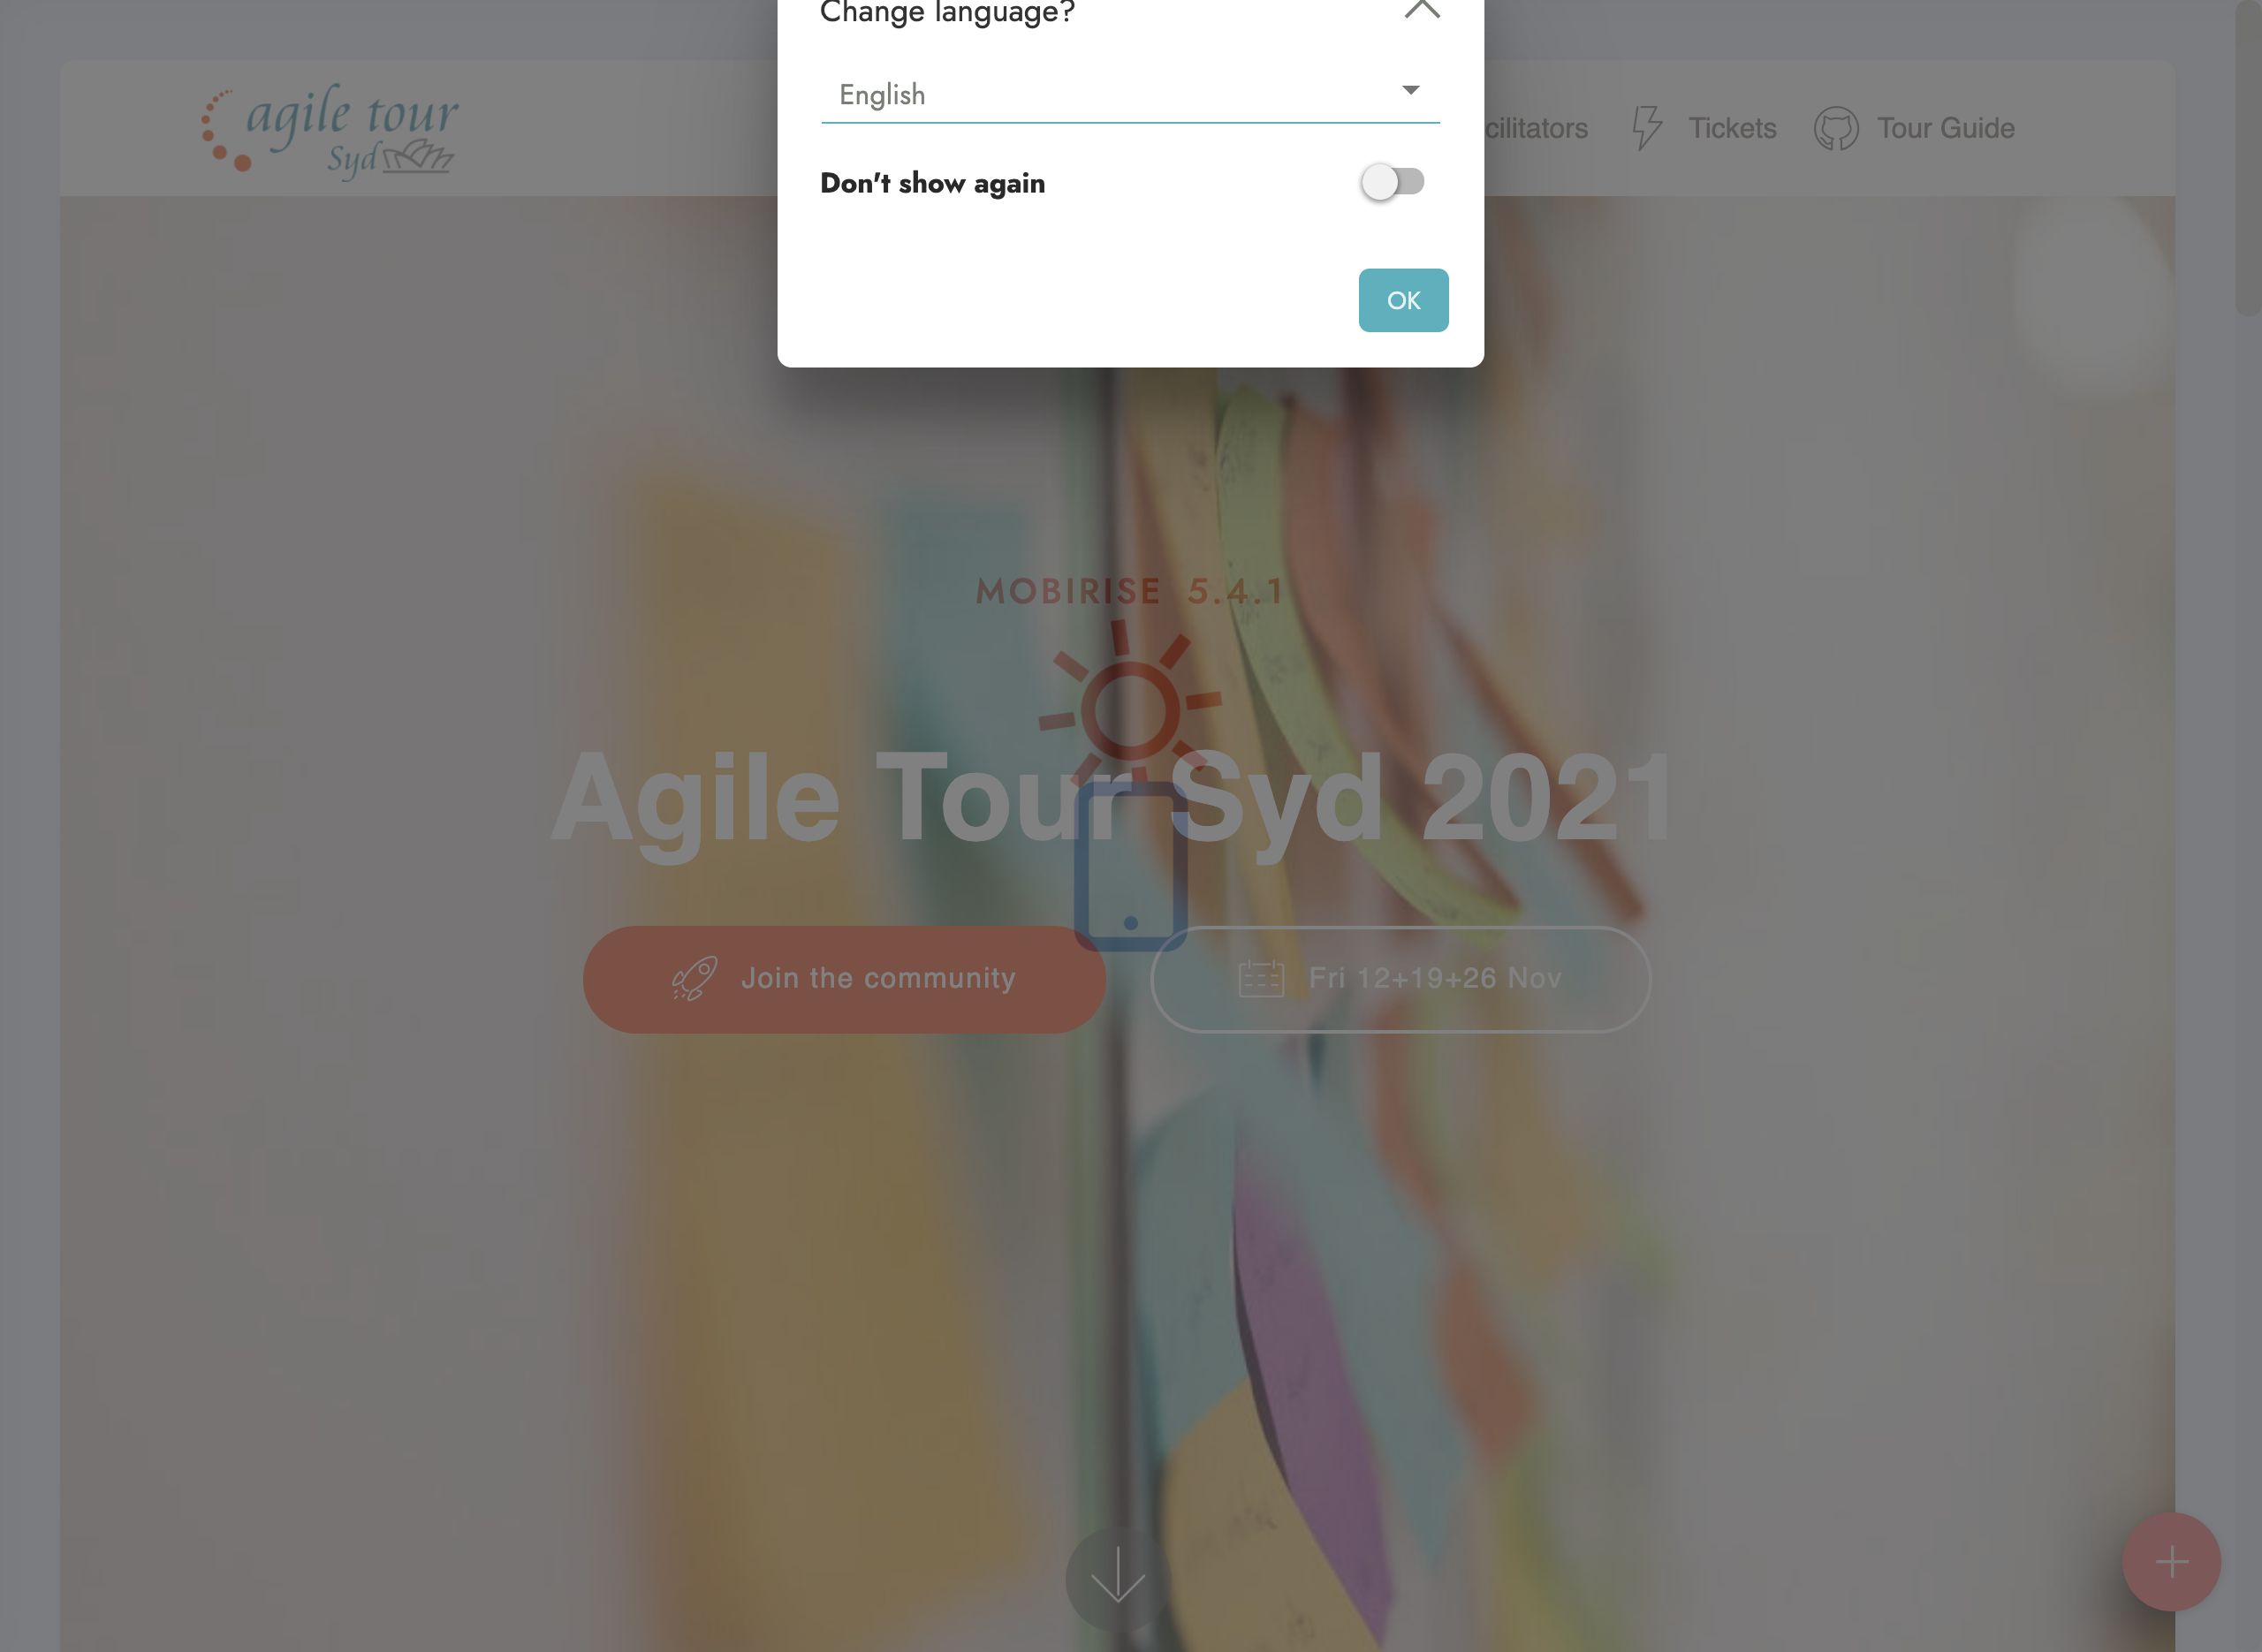 Change language?
English
Don't show again
OK
agile tour
Syd
Tickets
Tour Guide
MOBIRISE 5.4.1
Agile Tour Syd 2021
Join the community
Fri 12+19+26 Nov